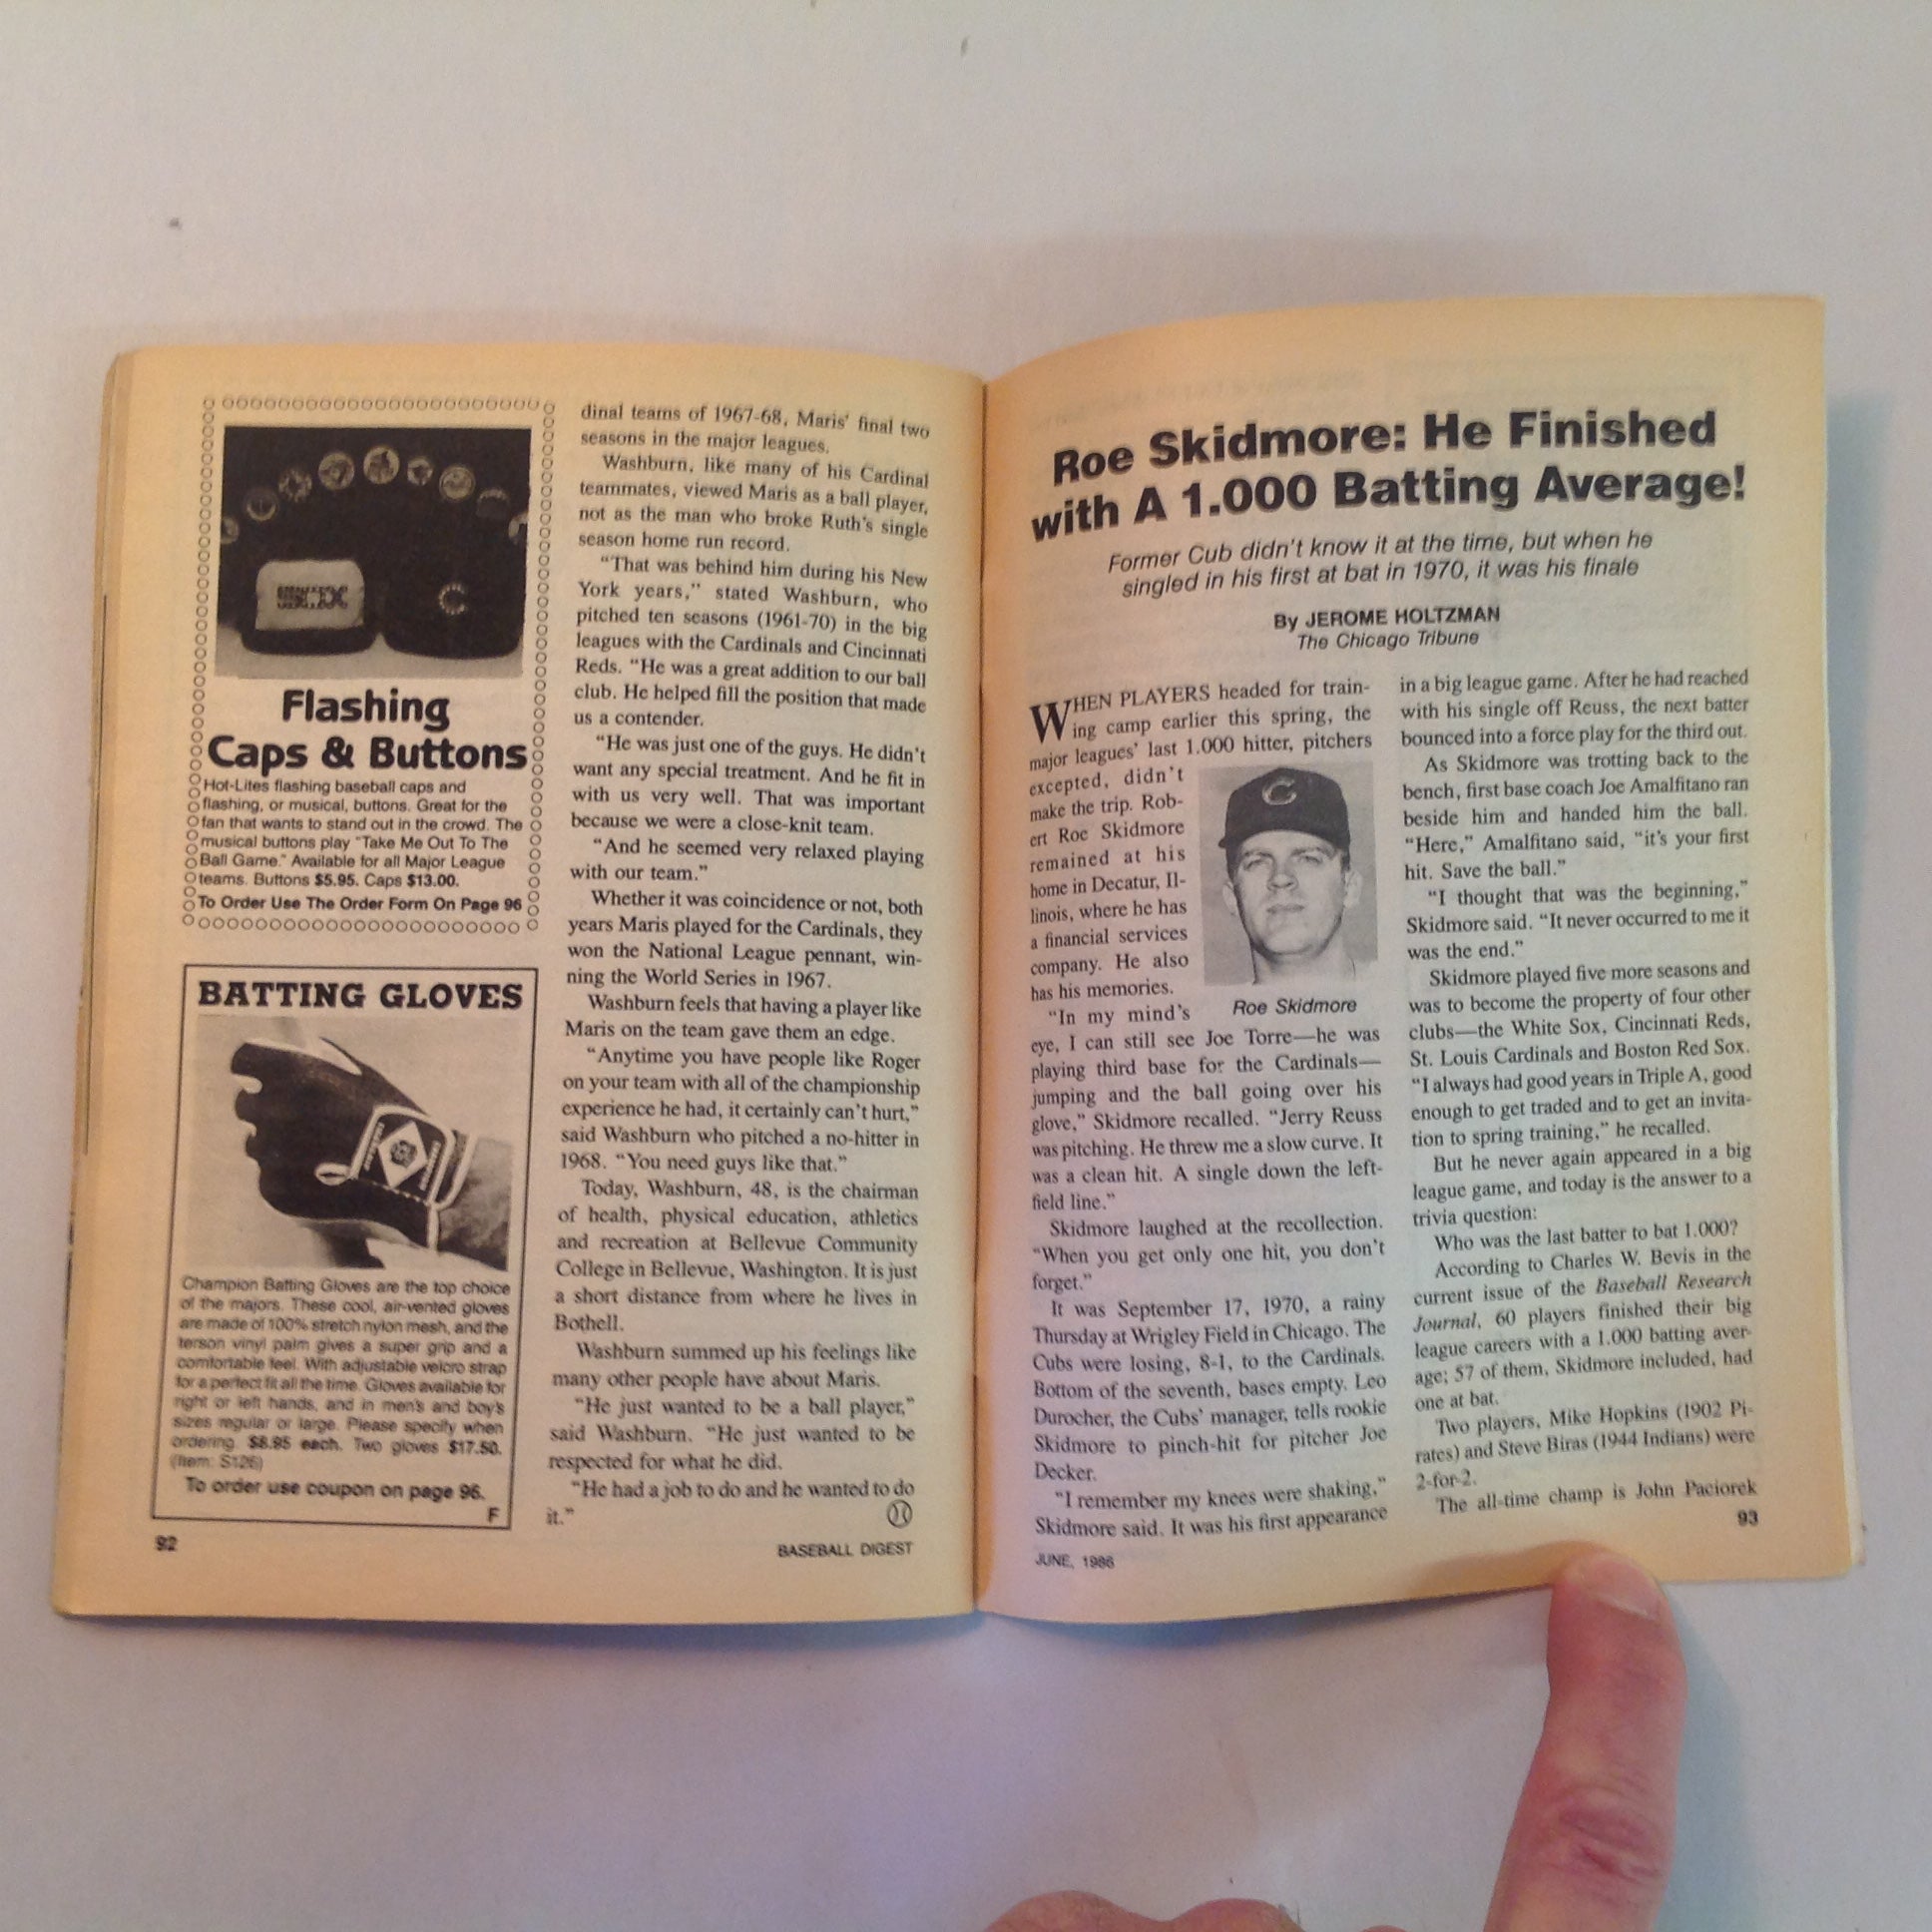 Flashing
Caps & Buttons
Hot-Lites flashing baseball caps and
flashing, or musical, buttons. Great for the
fan that wants to stand out in the crowd. The
musical buttons play "Take Me Out To The
Ball Game." Available for all Major League
teams. Buttons $5.95. Caps $13.00.
To Order Use The Order Form On Page 96
BATTING GLOVES
Champion Batting Gloves are the top choice
of the majors. These cool, air-vented gloves
are made of 100% stretch nylon mesh, and the
terson vinyl palm gives a super grip and a
comfortable feel. With adjustable velcro strap
for a perfect fit all the time. Gloves available for
right or left hands, and in men's and boy's
sizes regular or large. Please specify when
ordering. $8.95 each. Two gloves $17.50.
(Item: S126)
To order use coupon on page 96.
F
92
dinal teams of 1967-68, Maris' final two
seasons in the major leagues.
Washburn, like many of his Cardinal
teammates, viewed Maris as a ball player,
not as the man who broke Ruth's single
season home run record.
"That was behind him during his New
York years," stated Washburn, who
pitched ten seasons (1961-70) in the big
leagues with the Cardinals and Cincinnati
Reds. "He was a great addition to our ball
club. He helped fill the position that made
us a contender.
"He was just one of the guys. He didn't
want any special treatment. And he fit in
with us very well. That was important
because we were a close-knit team.
"And he seemed very relaxed playing
with our team."
Whether it was coincidence or not, both
years Maris played for the Cardinals, they
won the National League pennant, win-
ning the World Series in 1967.
Washburn feels that having a player like
Maris on the team gave them an edge.
"Anytime you have people like Roger
on your team with all of the championship
experience he had, it certainly can't hurt,"
said Washburn who pitched a no-hitter in
1968. "You need guys like that."
Today, Washburn, 48, is the chairman
of health, physical education, athletics
and recreation at Bellevue Community
College in Bellevue, Washington. It is just
a short distance from where he lives in
Bothell.
Washburn summed up his feelings like
many other people have about Maris.
"He just wanted to be a ball player,"
said Washburn. "He just wanted to be
respected for what he did.
"He had a job to do and he wanted to do
it."
BASEBALL DIGEST
Roe Skidmore: He Finished
with A 1.000 Batting Average!
Former Cub didn't know it at the time, but when he
singled in his first at bat in 1970, it was his finale
By JEROME HOLTZMAN
The Chicago Tribune
WHEN PLAYERS headed for train-
ing camp earlier this spring, the
major leagues' last 1.000 hitter, pitchers
excepted, didn't
make the trip. Rob-
ert Roe Skidmore
remained at his
home in Decatur, Il-
linois, where he has
a financial services
company. He also
has his memories.
"In my mind's
Roe Skidmore
eye, I can still see Joe Torre—he was
playing third base for the Cardinals—
jumping and the ball going over his
glove," Skidmore recalled. "Jerry Reuss
was pitching. He threw me a slow curve. It
was a clean hit. A single down the left-
field line."
Skidmore laughed at the recollection.
"When you get only one hit, you don't
forget."
It was September 17, 1970, a rainy
Thursday at Wrigley Field in Chicago. The
Cubs were losing, 8-1, to the Cardinals.
Bottom of the seventh, bases empty. Leo
Durocher, the Cubs' manager, tells rookie
Skidmore to pinch-hit for pitcher Joe
Decker.
"I remember my knees were shaking,"
Skidmore said. It was his first appearance
in a big league game. After he had reached
with his single off Reuss, the next batter
bounced into a force play for the third out.
As Skidmore was trotting back to the
bench, first base coach Joe Amalfitano ran
beside him and handed him the ball.
"Here," Amalfitano said, "it's your first
hit. Save the ball."
"I thought that was the beginning,"
Skidmore said. "It never occurred to me it
was the end."
Skidmore played five more seasons and
was to become the property of four other
clubs—the White Sox, Cincinnati Reds,
St. Louis Cardinals and Boston Red Sox.
"I always had good years in Triple A, good
enough to get traded and to get an invita-
tion to spring training," he recalled.
But he never again appeared in a big
league game, and today is the answer to a
trivia question:
Who was the last batter to bat 1.000?
According to Charles W. Bevis in the
current issue of the Baseball Research
Journal, 60 players finished their big
league careers with a 1.000 batting aver-
age; 57 of them, Skidmore included, had
one at bat.
Two players, Mike Hopkins (1902 Pi-
rates) and Steve Biras (1944 Indians) were
2-for-2.
The all-time champ is John Paciorek
JUNE, 1986
93